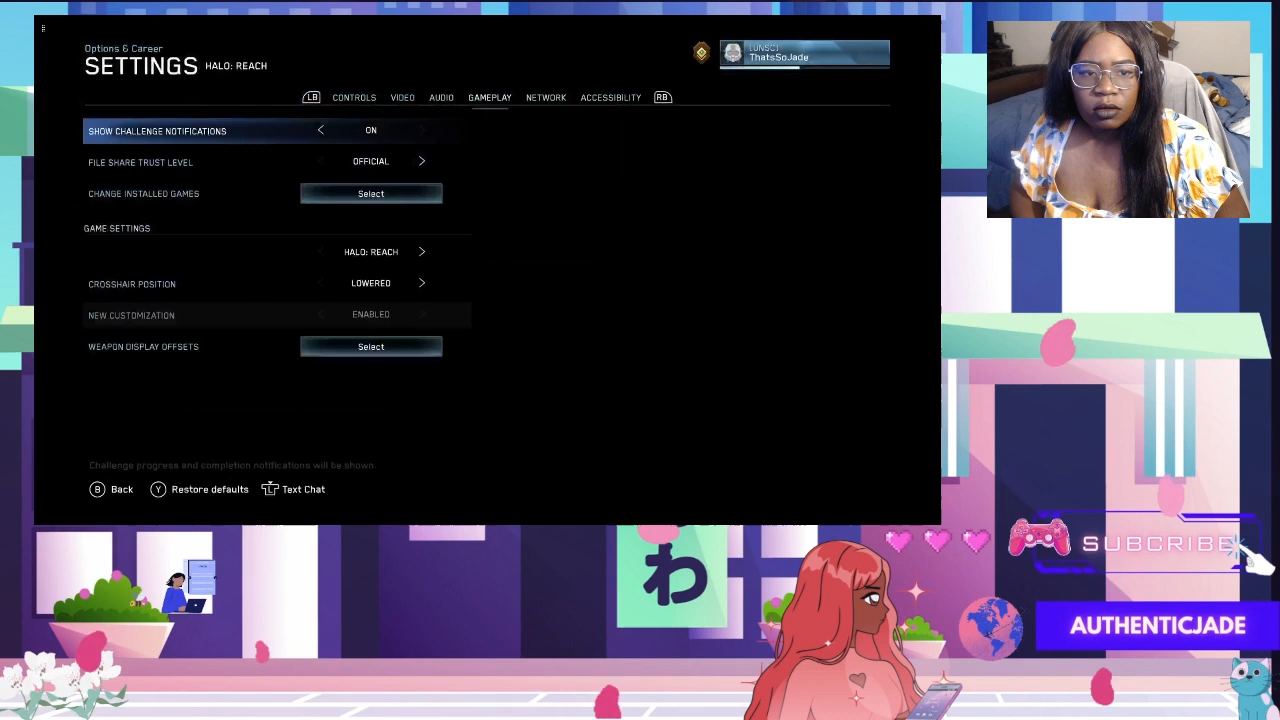 Options & Career
SETTINGS HALO: REACH
[UNSC]
ThatsSoJade
LB CONTROLS VIDEO AUDIO GAMEPLAY NETWORK ACCESSIBILITY RB
SHOW CHALLENGE NOTIFICATIONS ON
FILE SHARE TRUST LEVEL OFFICIAL
CHANGE INSTALLED GAMES Select
GAME SETTINGS
HALO: REACH
CROSSHAIR POSITION LOWERED
NEW CUSTOMIZATION ENABLED
WEAPON DISPLAY OFFSETS Select
Challenge progress and completion notifications will be shown.
B Back Y Restore defaults L Text Chat
わ
SUBCRIBE
AUTHENTICJADE